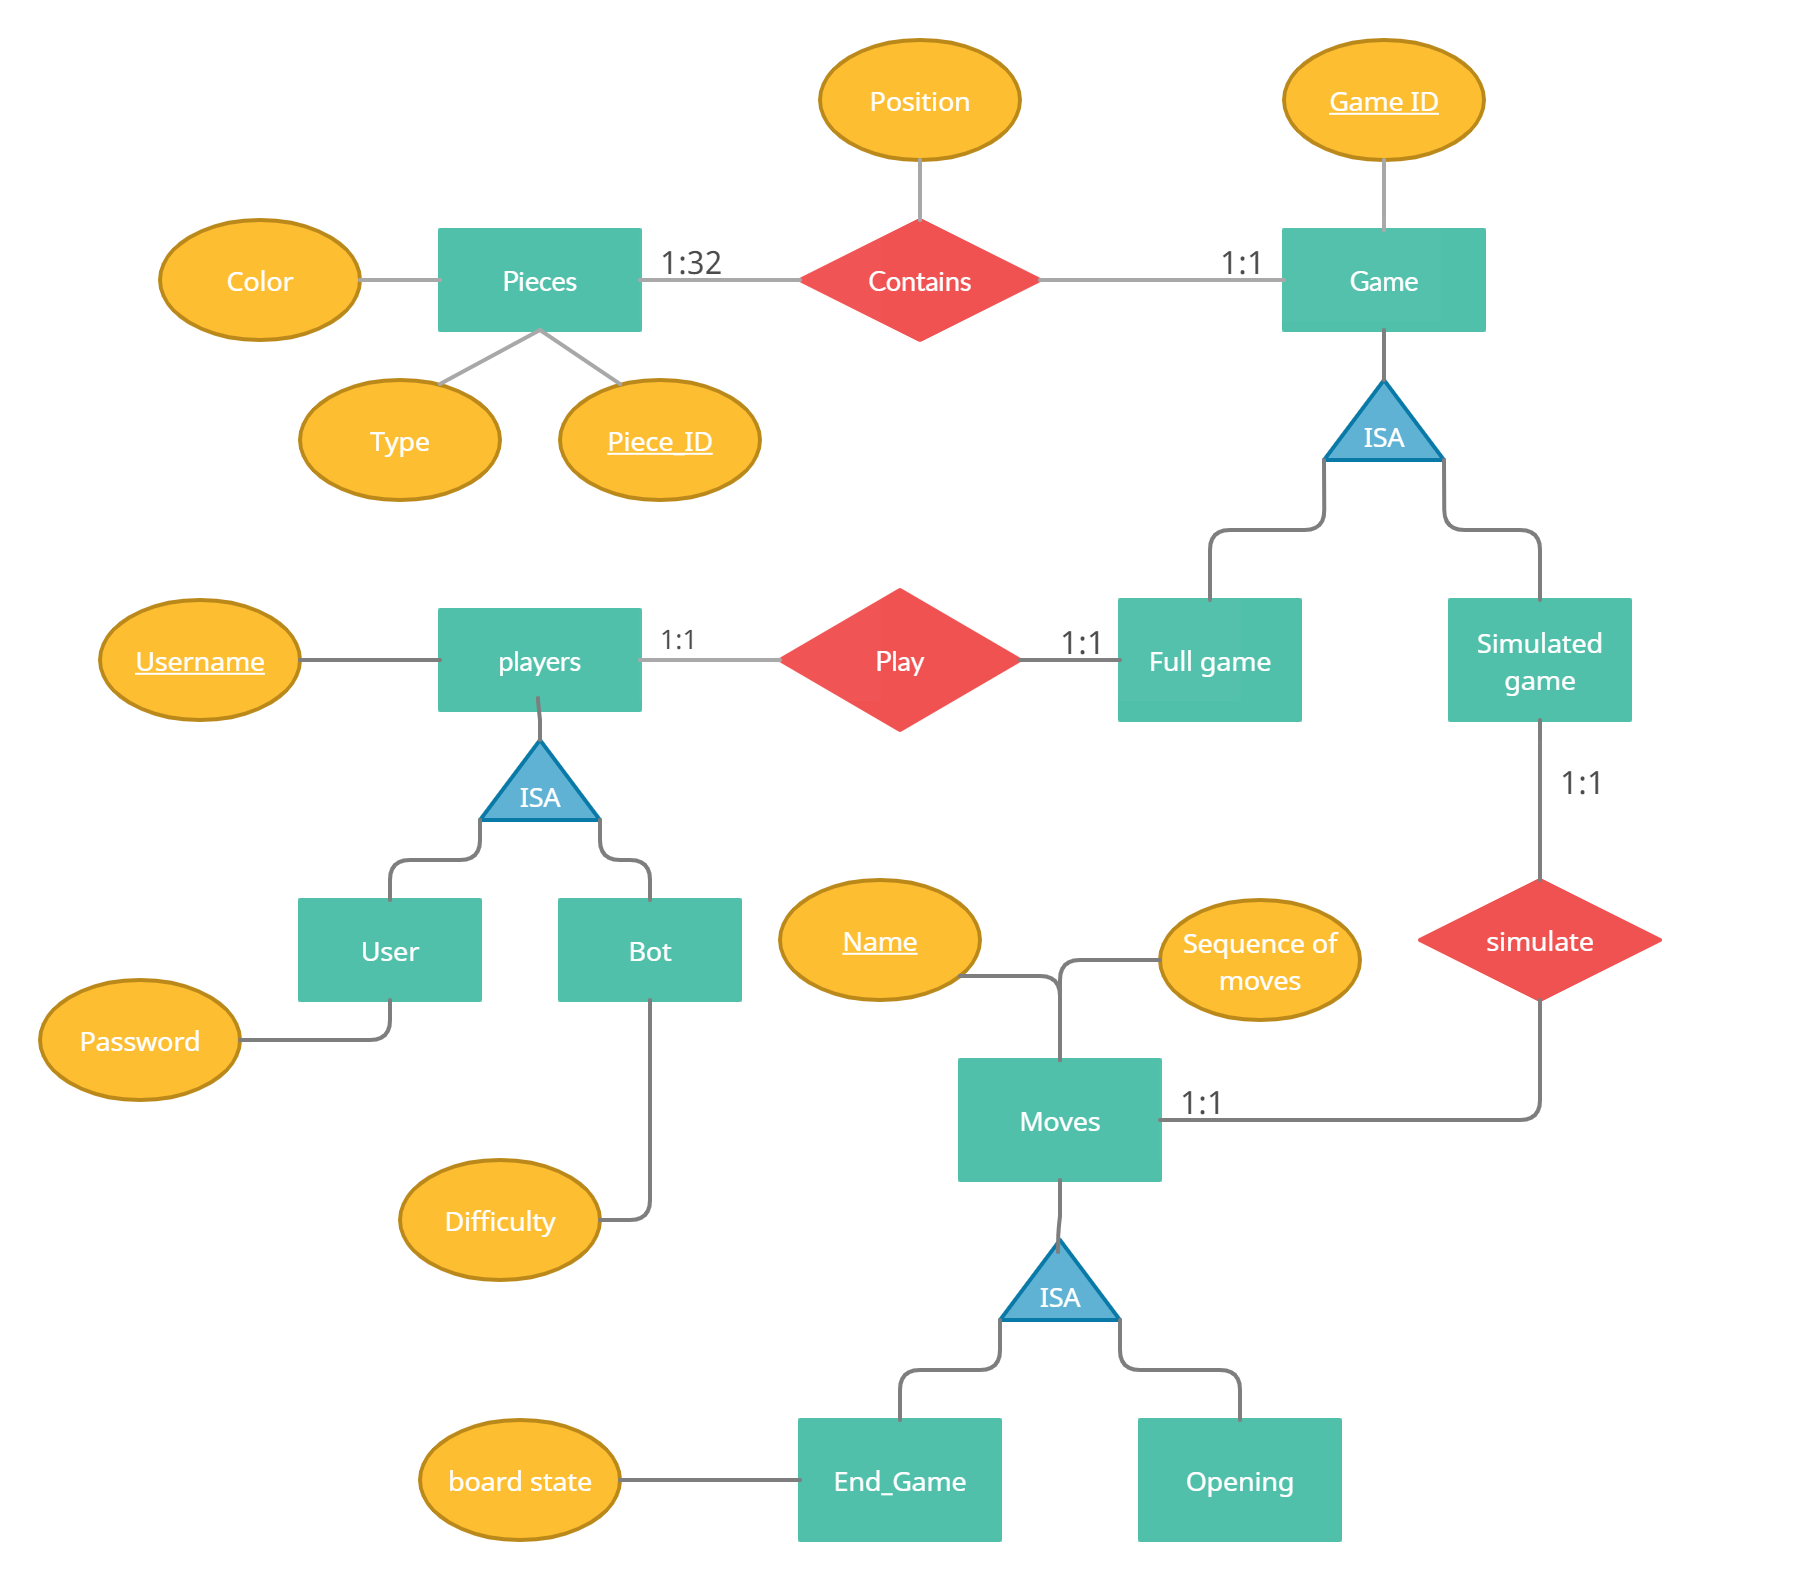 Position
Game ID
Color
Pieces
1:32
Contains
1:1
Game
Type
Piece_ID
ISA
Username
players
1:1
Play
1:1
Full game
Simulated
game
ISA
1:1
User
Bot
Name
Sequence of
moves
simulate
Password
Moves
1:1
Difficulty
ISA
board state
End_Game
Opening